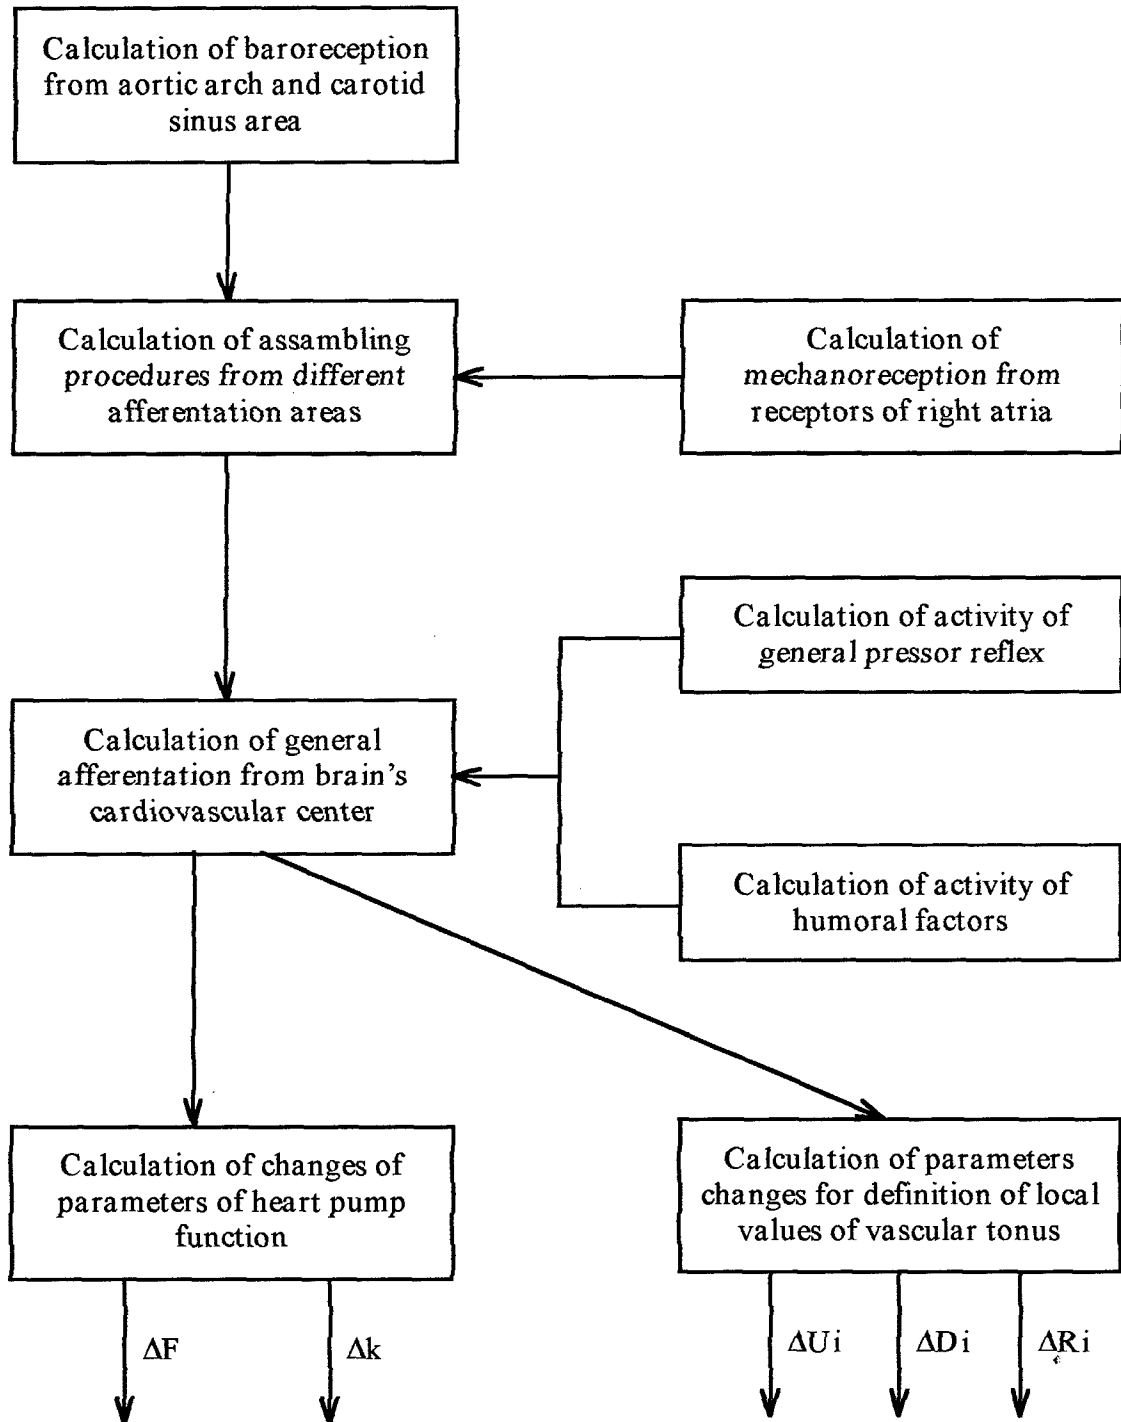 Calculation of baroreception
from aortic arch and carotid
sinus area
Calculation of assambling
procedures from different
afferentation areas
Calculation of
mechanoreception from
receptors of right atria
Calculation of activity of
general pressor reflex
Calculation of general
afferentation from brain's
cardiovascular center
Calculation of activity of
humoral factors
Calculation of changes of
parameters of heart pump
function
Calculation of parameters
changes for definition of local
values of vascular tonus
ΔF
Δk
ΔUi
ΔDi
ΔRi